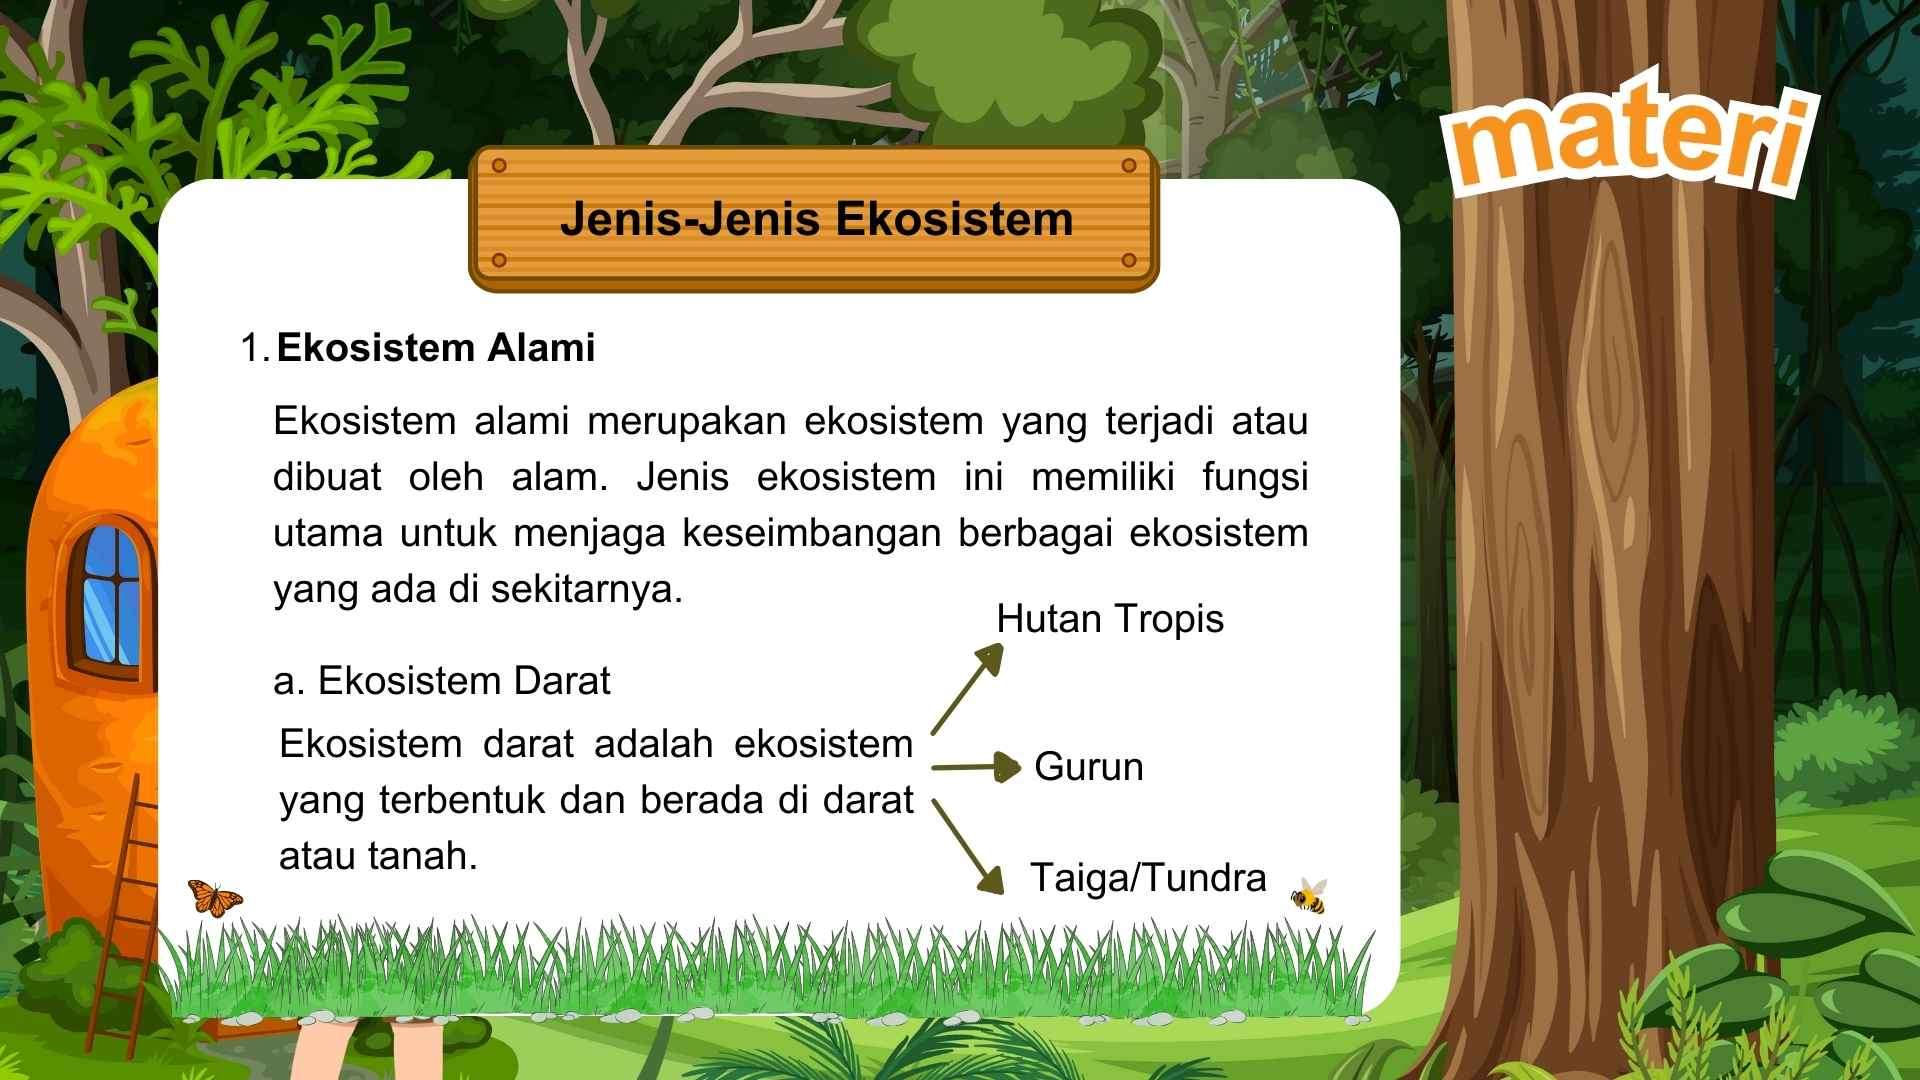 materi
Jenis-Jenis Ekosistem
1. Ekosistem Alami
Ekosistem alami merupakan ekosistem yang terjadi atau
dibuat oleh alam. Jenis ekosistem ini memiliki fungsi
utama untuk menjaga keseimbangan berbagai ekosistem
yang ada di sekitarnya.
a. Ekosistem Darat
Ekosistem darat adalah ekosistem
yang terbentuk dan berada di darat
atau tanah.
Hutan Tropis
Gurun
Taiga/Tundra